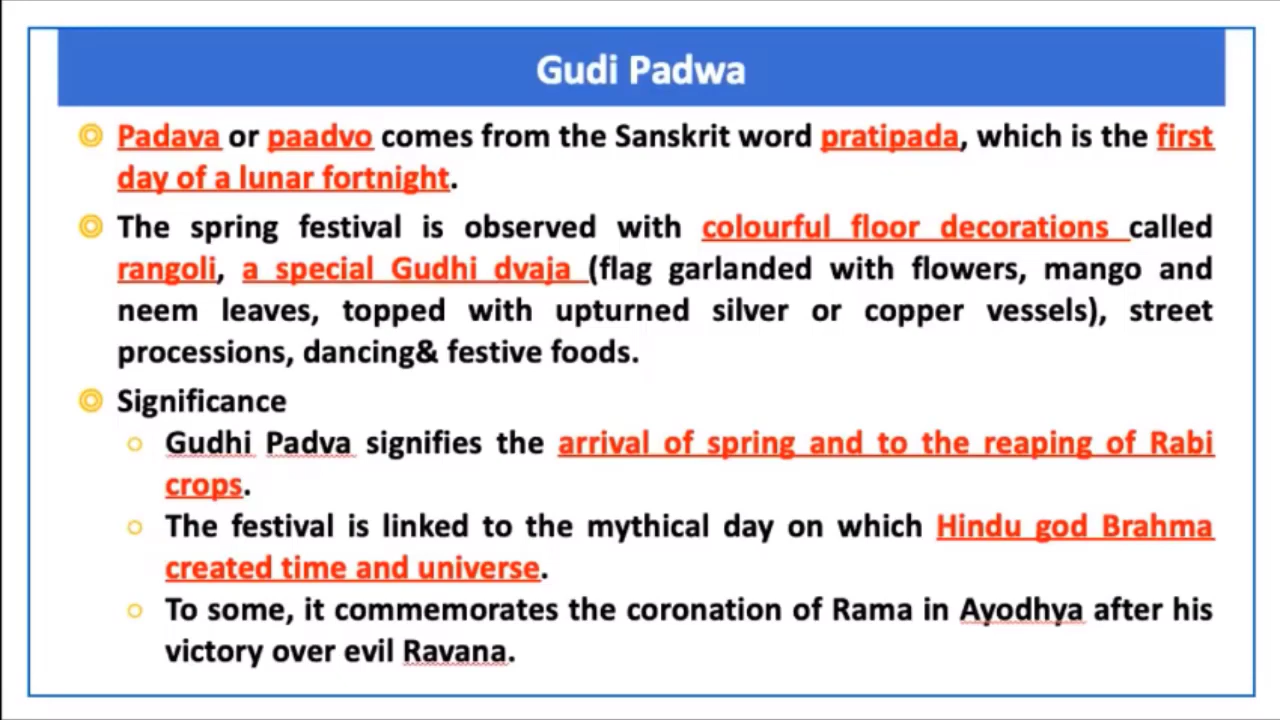 Gudi Padwa
Padava or paadvo comes from the Sanskrit word pratipada, which is the first
day of a lunar fortnight.
The spring festival is observed with colourful floor decorations called
rangoli, a special Gudhi dvaja (flag garlanded with flowers, mango and
neem leaves, topped with upturned silver or copper vessels), street
processions, dancing& festive foods.
Significance
Gudhi Padva signifies the arrival of spring and to the reaping of Rabi
crops.
The festival is linked to the mythical day on which Hindu god Brahma
created time and universe.
To some, it commemorates the coronation of Rama in Ayodhya after his
victory over evil Ravana.